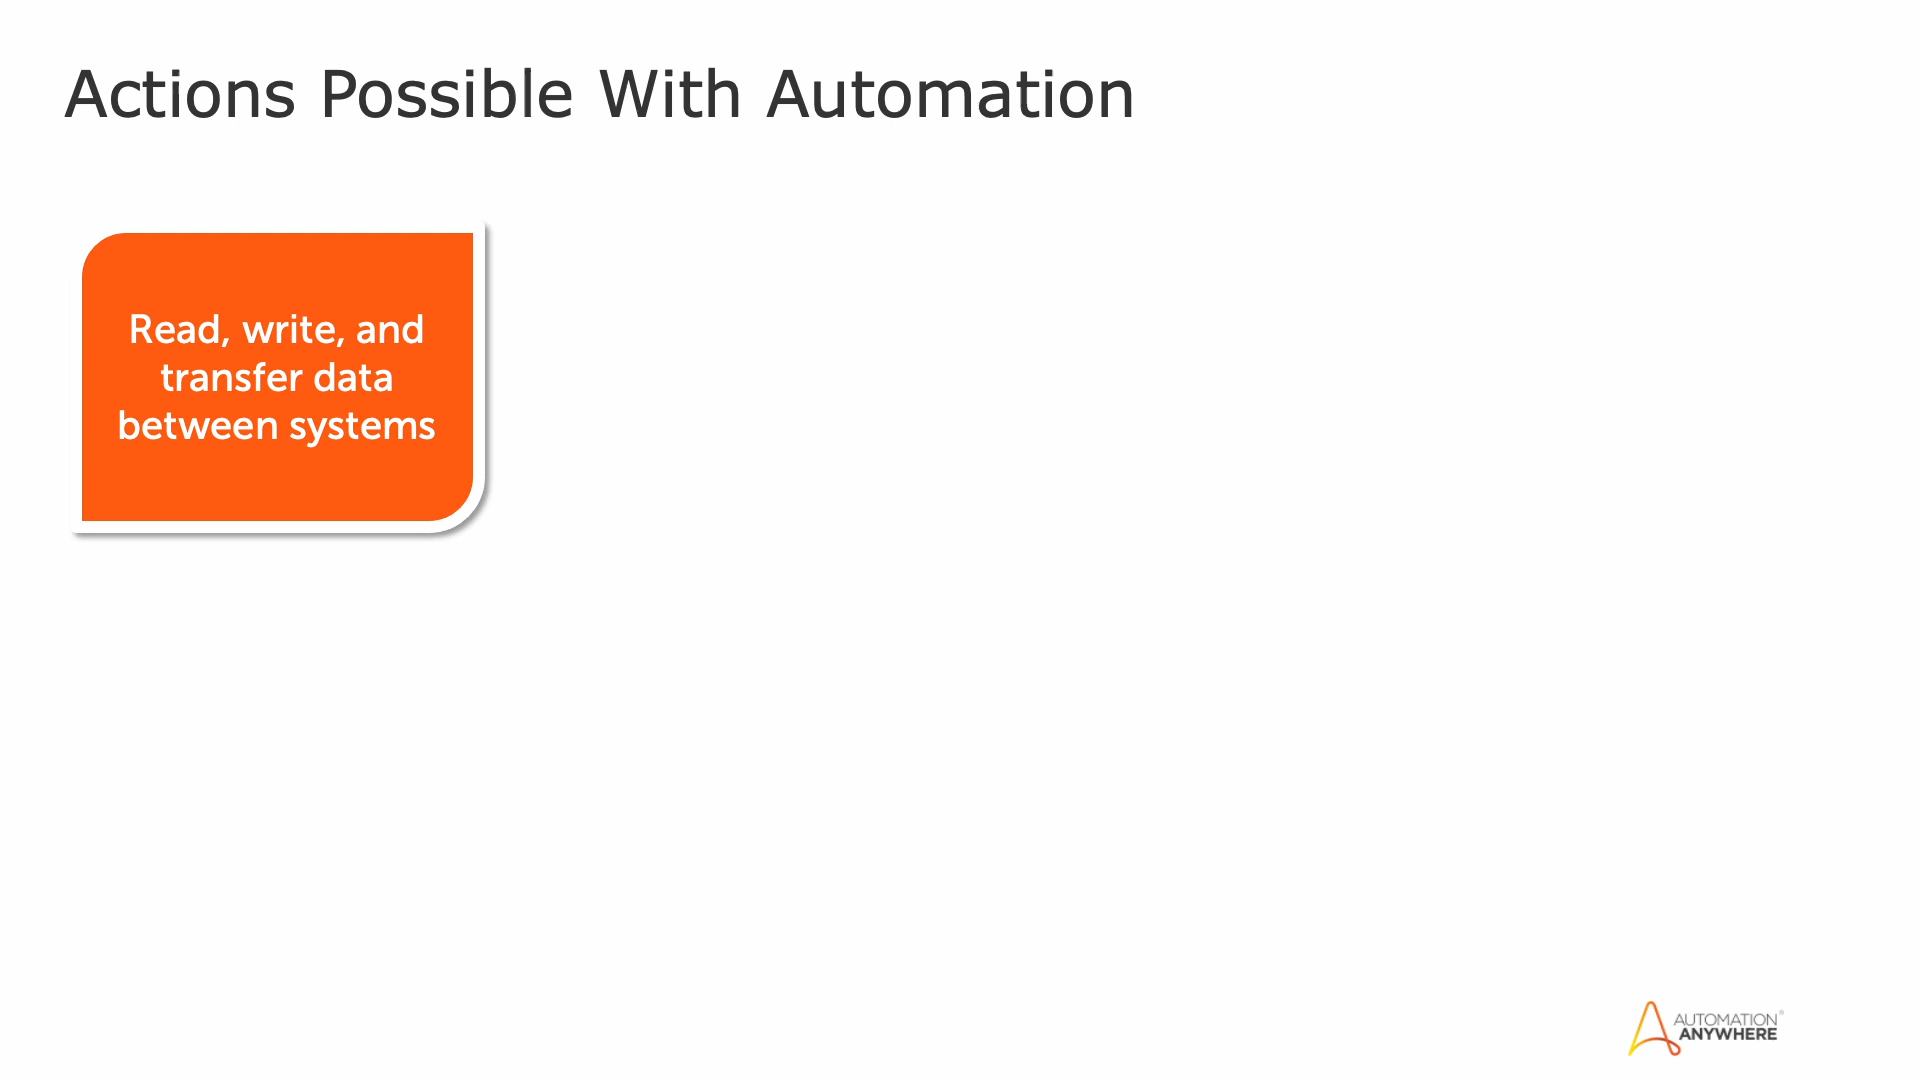 Actions Possible With Automation
Read, write, and
transfer data
between systems
AUTOMATION®
ANYWHERE